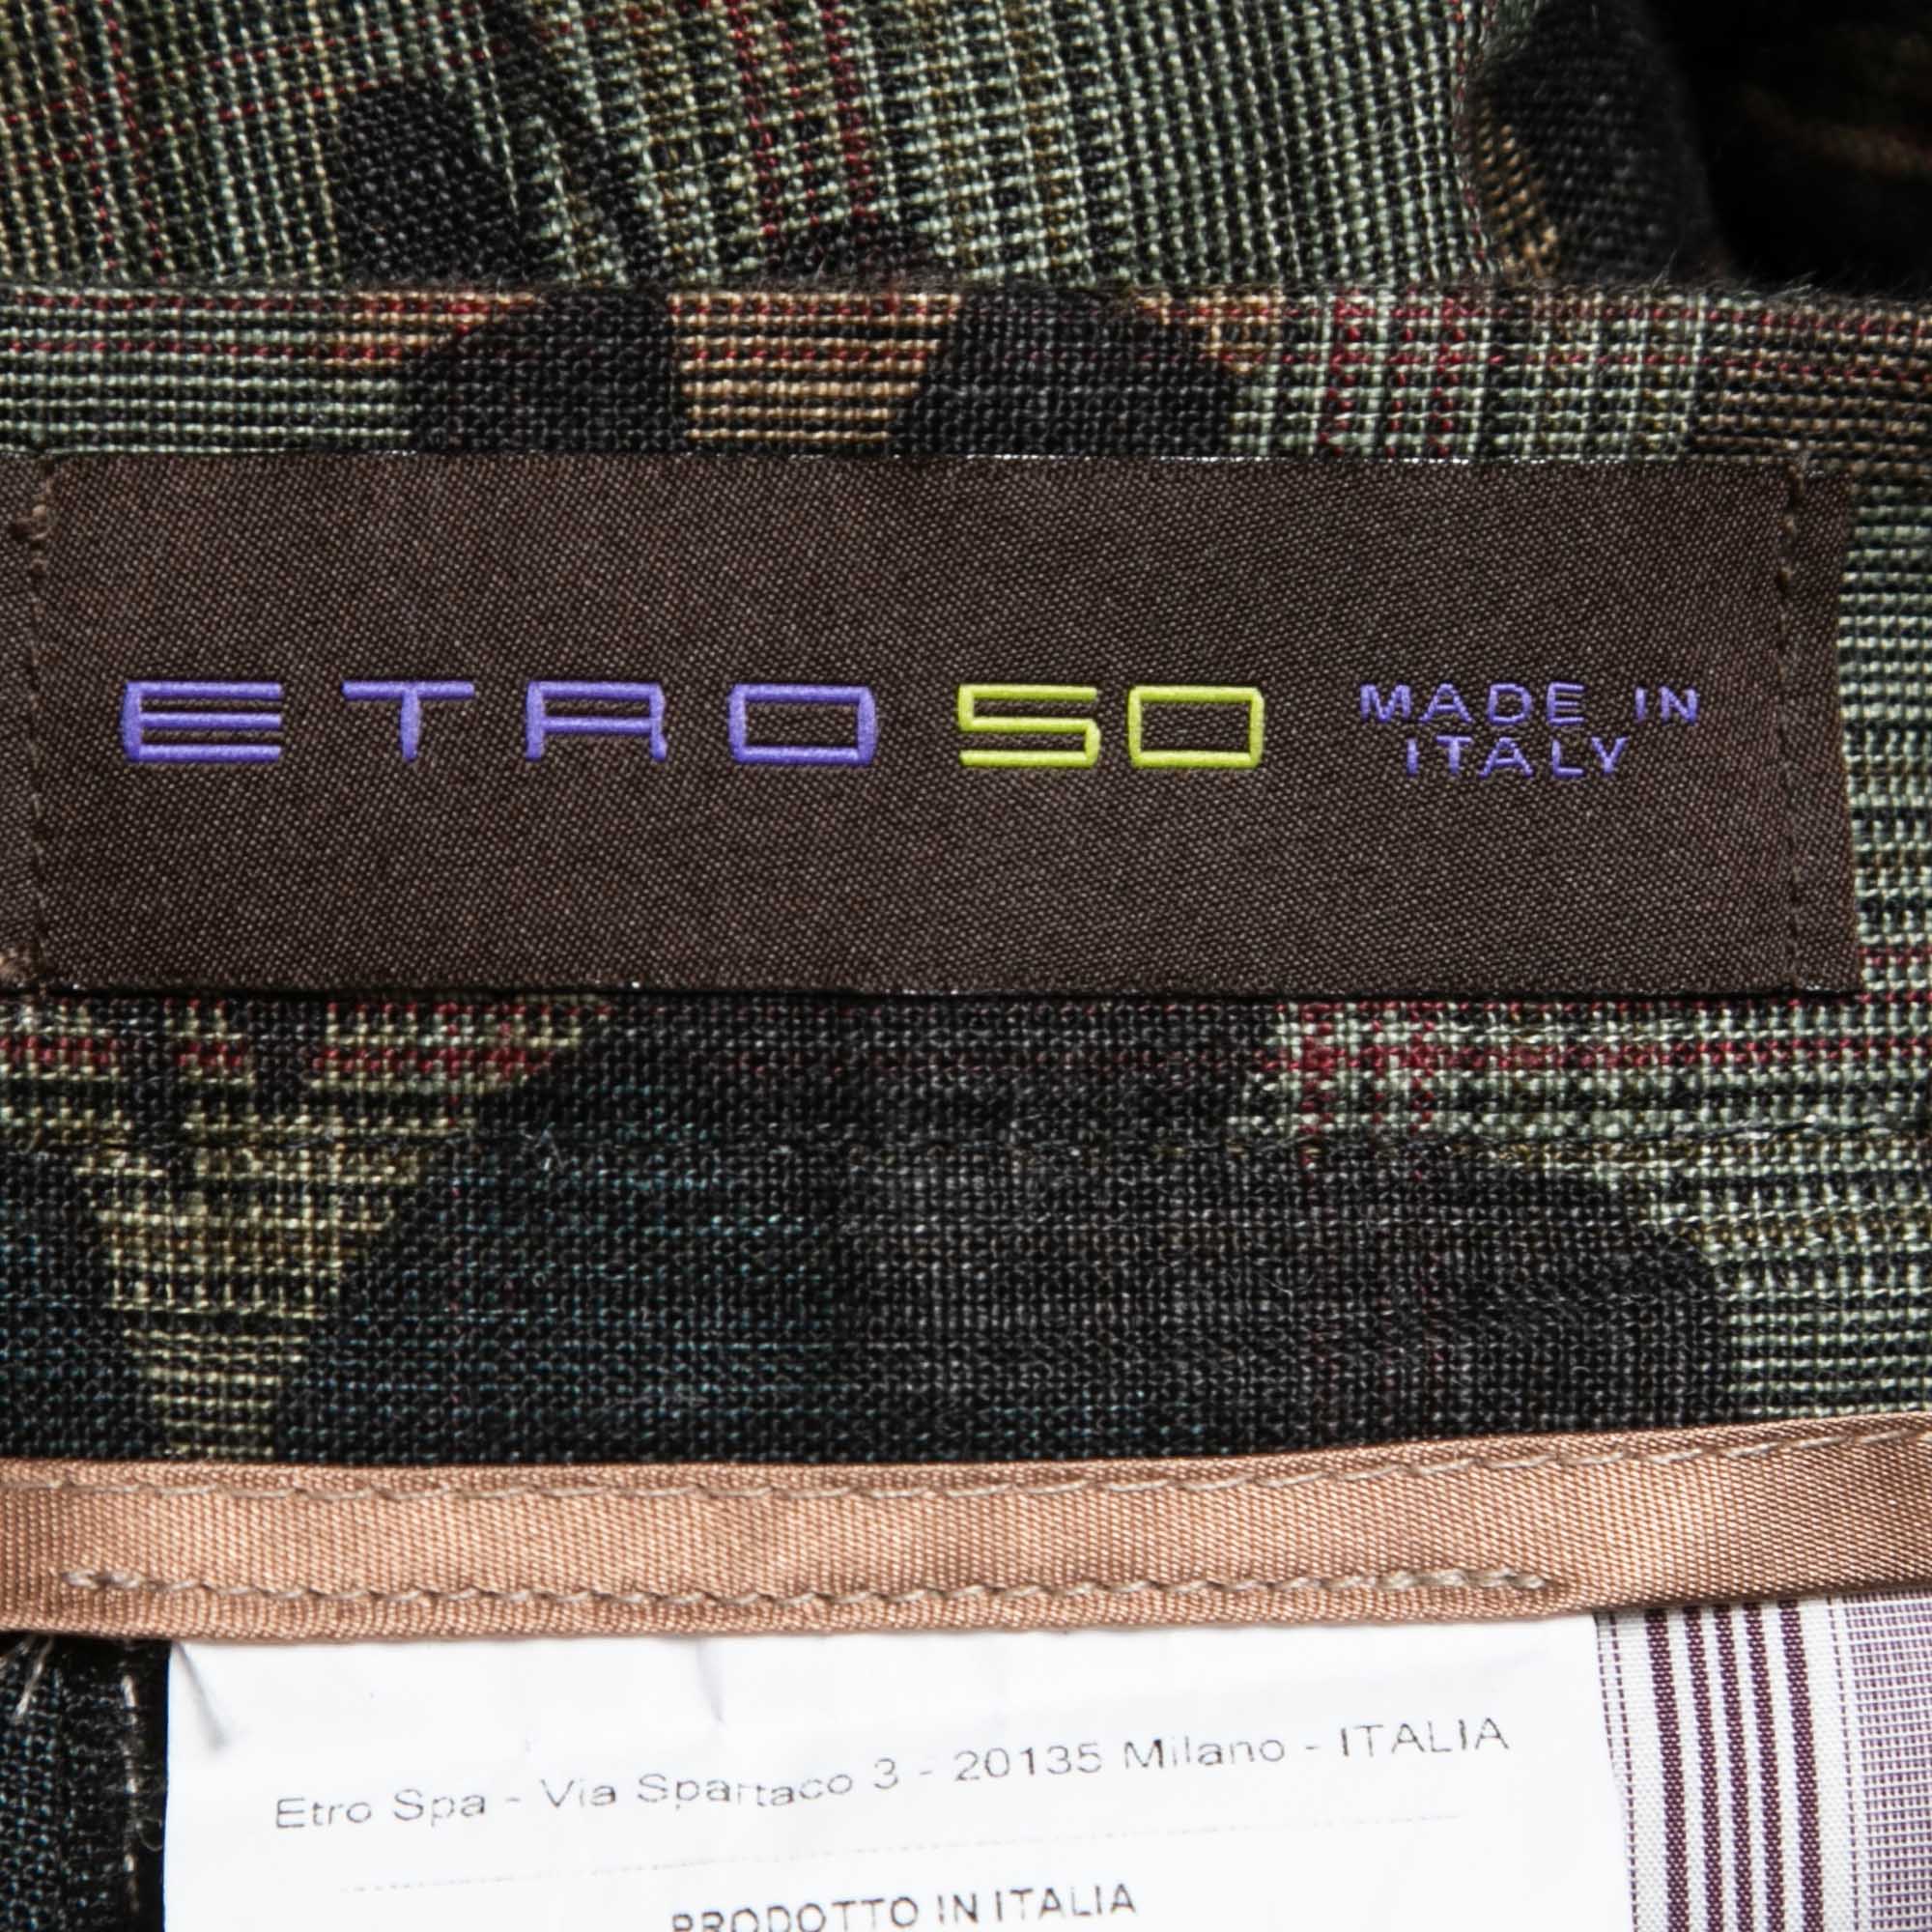 ETRO 50 MADE IN
ITALY
Etro Spa - Via Spartaco 3 - 20135 Milano - ITALIA
PRODOTTO IN ITALIA